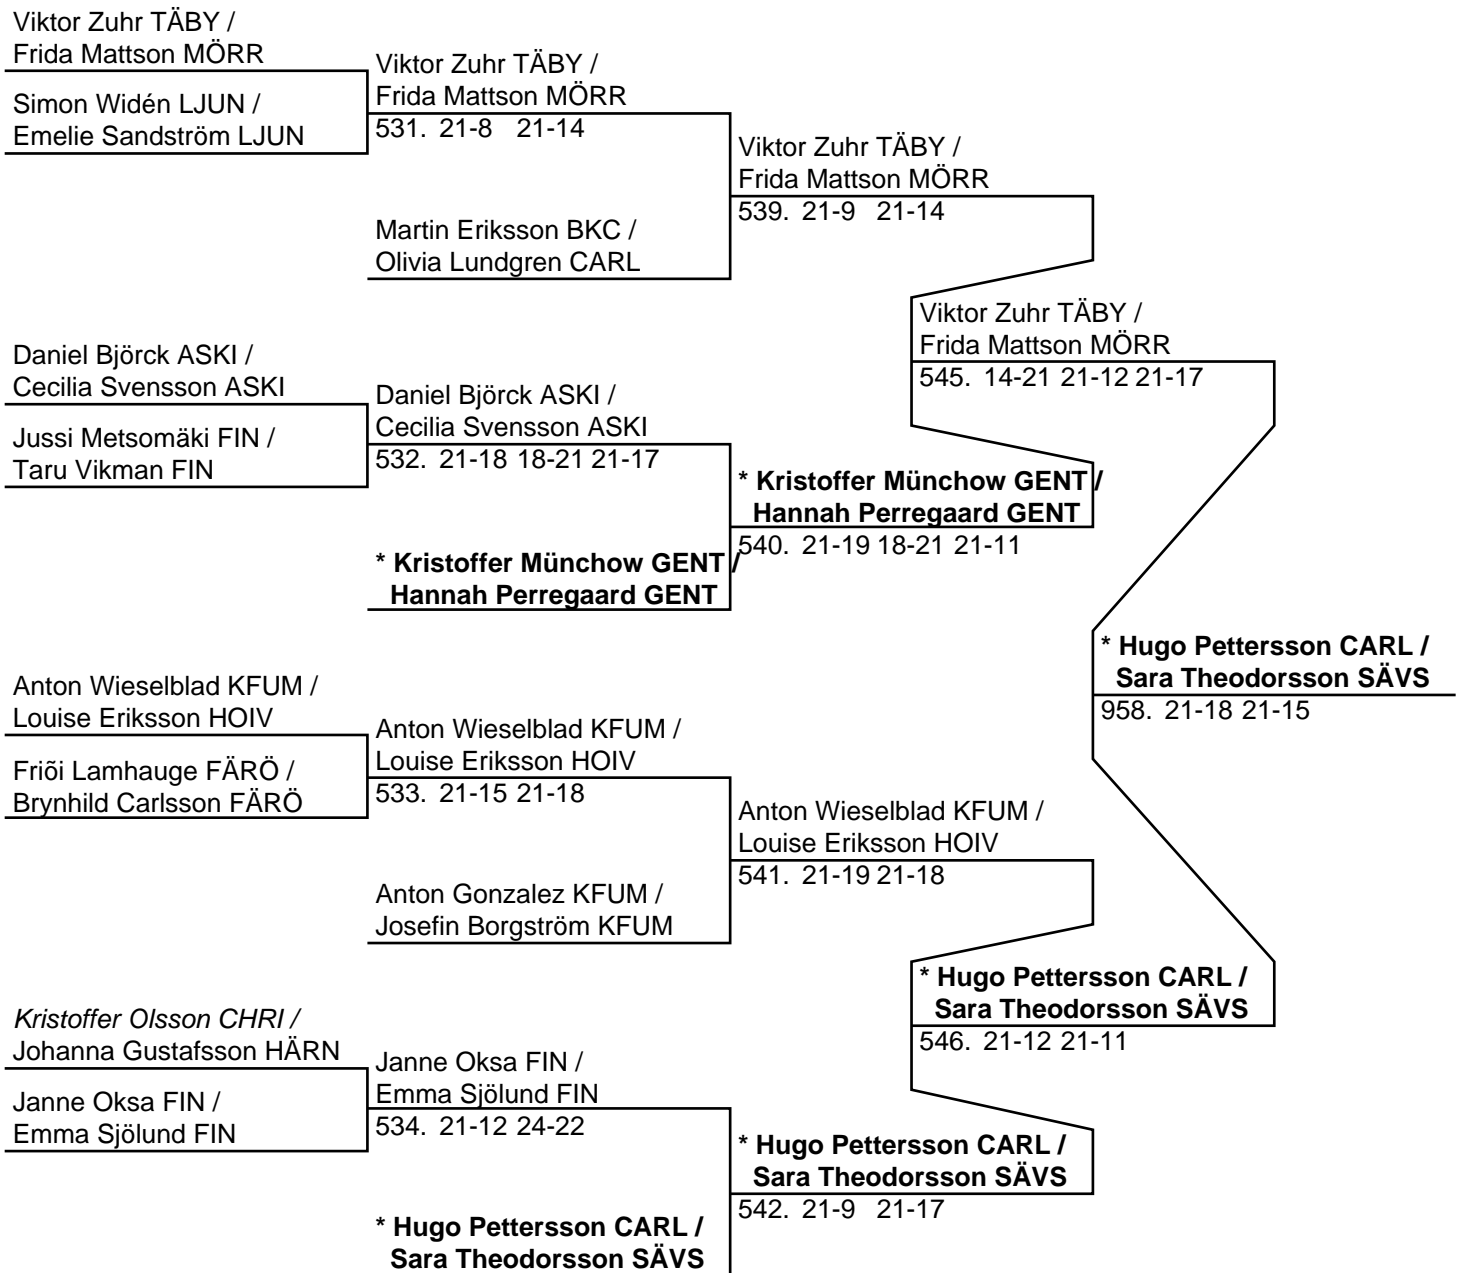 Viktor Zuhr TÄBY /
Frida Mattson MÖRR
Simon Widén LJUN /
Emelie Sandström LJUN
Viktor Zuhr TÄBY /
Frida Mattson MÖRR
531. 21-8 21-14
Martin Eriksson BKC /
Olivia Lundgren CARL
Viktor Zuhr TÄBY /
Frida Mattson MÖRR
539. 21-9 21-14
Daniel Björck ASKI /
Cecilia Svensson ASKI
Jussi Metsomäki FIN /
Taru Vikman FIN
Daniel Björck ASKI /
Cecilia Svensson ASKI
532. 21-18 18-21 21-17
* Kristoffer Münchow GENT /
Hannah Perregaard GENT
* Kristoffer Münchow GENT /
Hannah Perregaard GENT
540. 21-19 18-21 21-11
Viktor Zuhr TÄBY /
Frida Mattson MÖRR
545. 14-21 21-12 21-17
Anton Wieselblad KFUM /
Louise Eriksson HOIV
Friõi Lamhauge FÄRÖ /
Brynhild Carlsson FÄRÖ
Anton Wieselblad KFUM /
Louise Eriksson HOIV
533. 21-15 21-18
Anton Gonzalez KFUM /
Josefin Borgström KFUM
Anton Wieselblad KFUM /
Louise Eriksson HOIV
541. 21-19 21-18
Kristoffer Olsson CHRI /
Johanna Gustafsson HÄRN
Janne Oksa FIN /
Emma Sjölund FIN
Janne Oksa FIN /
Emma Sjölund FIN
534. 21-12 24-22
* Hugo Pettersson CARL /
Sara Theodorsson SÄVS
* Hugo Pettersson CARL /
Sara Theodorsson SÄVS
542. 21-9 21-17
* Hugo Pettersson CARL /
Sara Theodorsson SÄVS
546. 21-12 21-11
* Hugo Pettersson CARL /
Sara Theodorsson SÄVS
958. 21-18 21-15